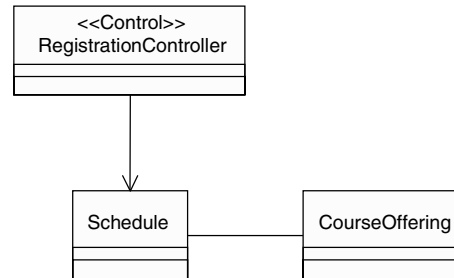 <<Control>>
RegistrationController
Schedule
CourseOffering